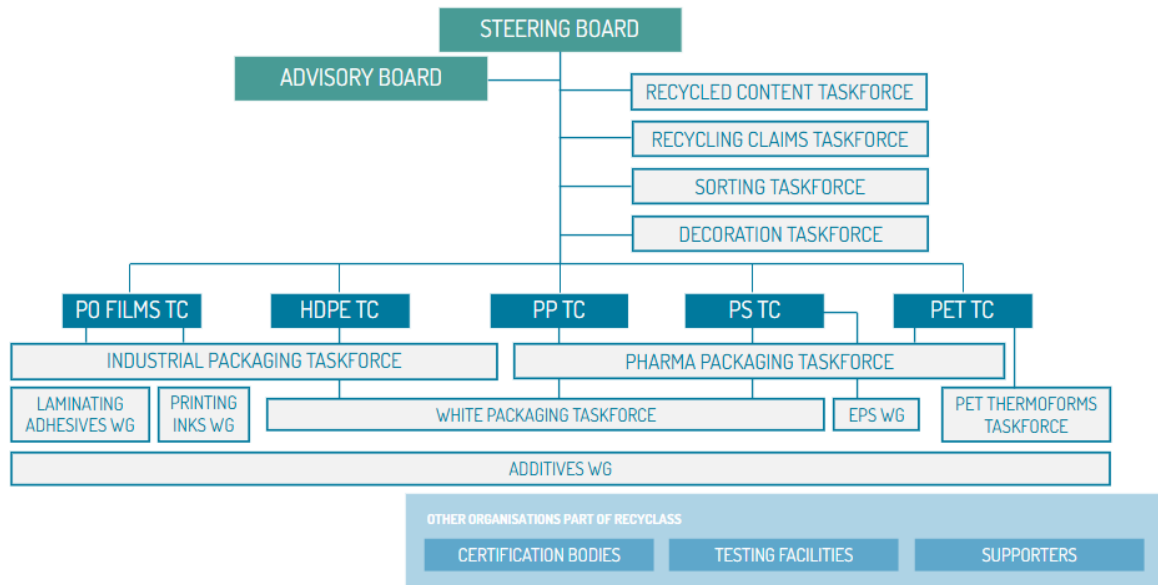 STEERING BOARD
ADVISORY BOARD
RECYCLED CONTENT TASKFORCE
RECYCLING CLAIMS TASKFORCE
SORTING TASKFORCE
DECORATION TASKFORCE
PO FILMS TC
HDPE TC
PP TC
PS TC
PET TC
INDUSTRIAL PACKAGING TASKFORCE
PHARMA PACKAGING TASKFORCE
LAMINATING
ADHESIVES WG
PRINTING
INKS WG
WHITE PACKAGING TASKFORCE
EPS WG
PET THERMOFORMS
TASKFORCE
ADDITIVES WG
OTHER ORGANISATIONS PART OF RECYCLASS
CERTIFICATION BODIES
TESTING FACILITIES
SUPPORTERS